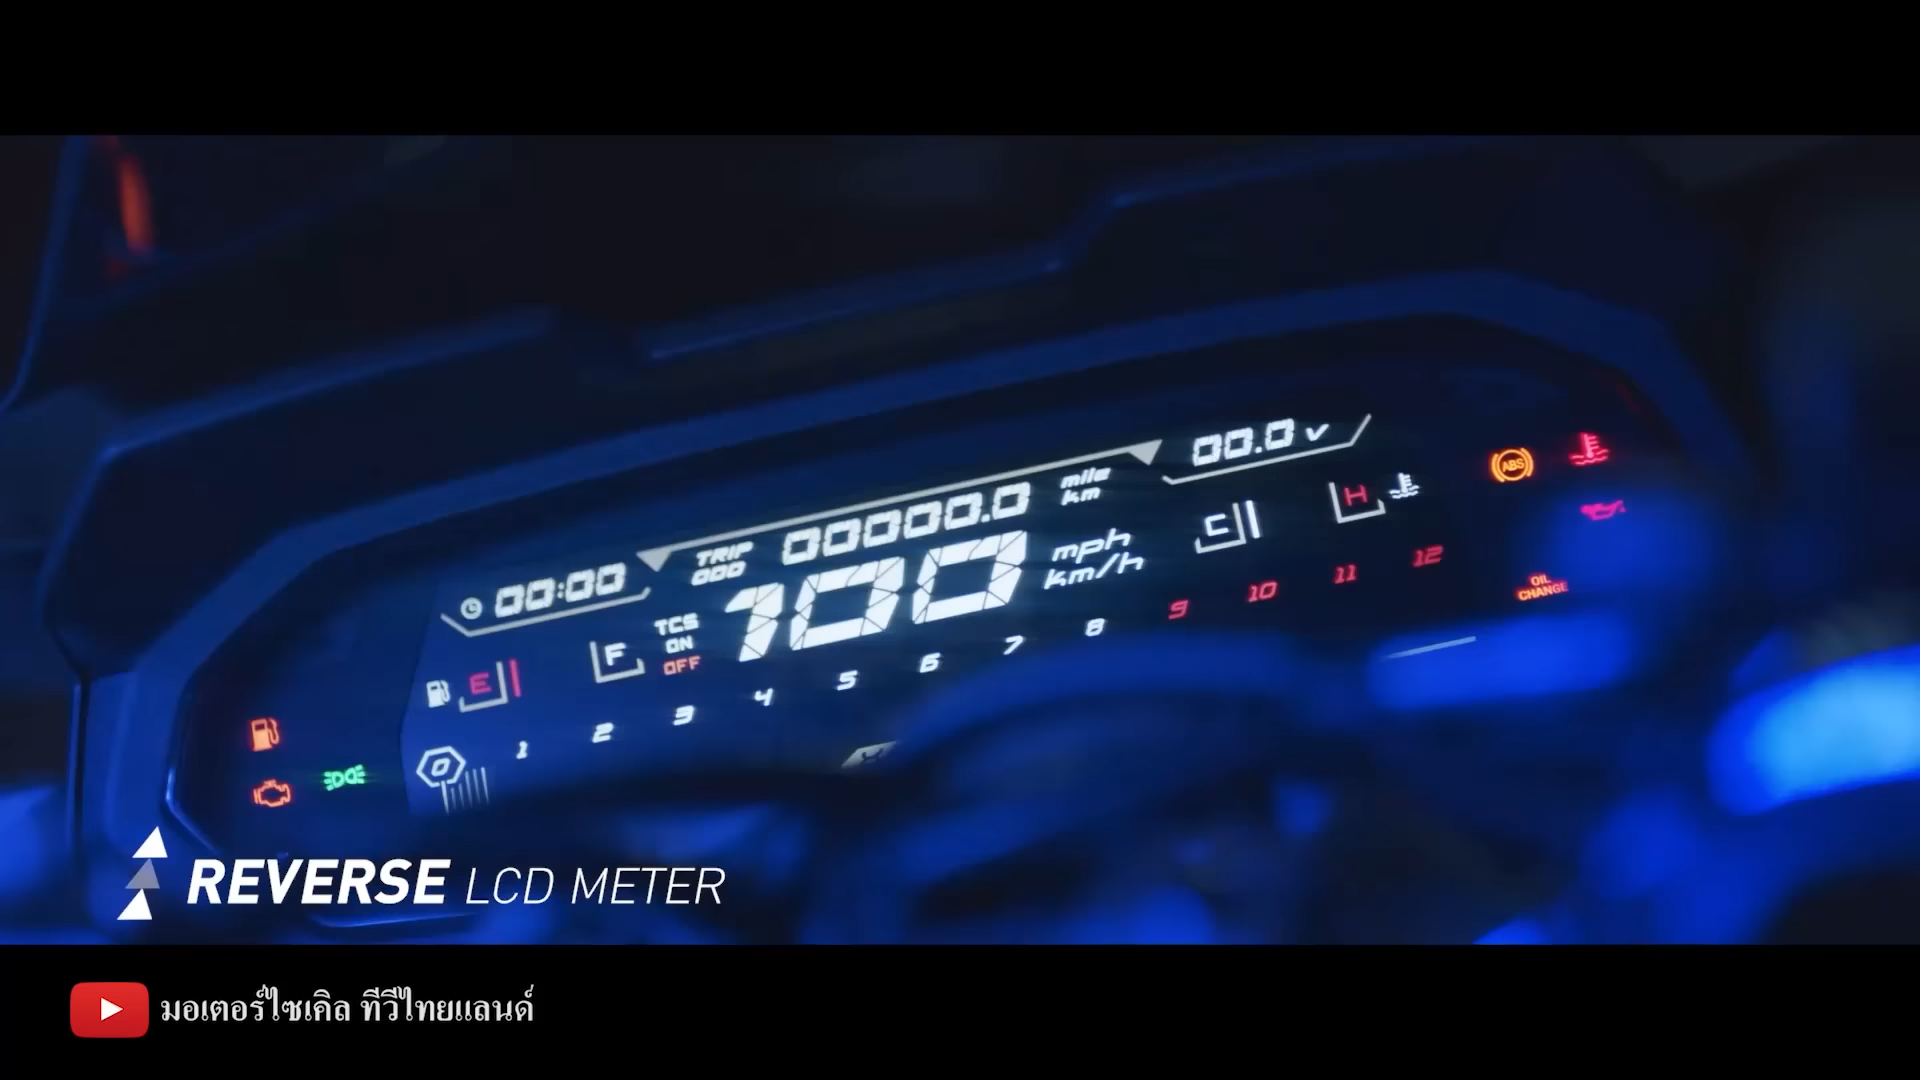 00.0 v
mile
km
TRIP
ODO
00000.0
00:00
100
mph
km/h
TCS
ON
OFF
E
F
C
H
ABS
OIL
CHANGE
0 1 2 3 4 5 6 7 8 9 10 11 12
REVERSE LCD METER
มอเตอร์ไซเคิล ทีวีไทยแลนด์